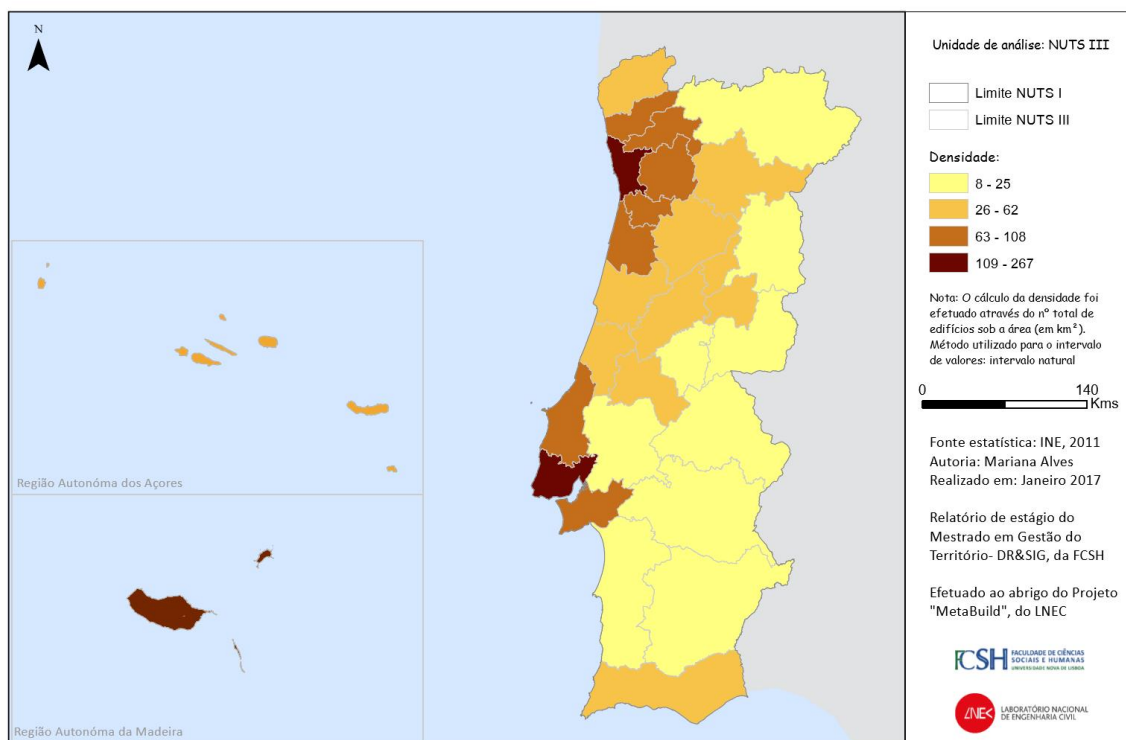 N
Região Autonóma dos Açores
Região Autonóma da Madeira
Unidade de análise: NUTS III
Limite NUTS I
Limite NUTS III
Densidade:
8 - 25
26 - 62
63 - 108
109 - 267
Nota: O cálculo da densidade foi
efetuado através do nº total de
edifícios sob a área (em km²).
Método utilizado para o intervalo
de valores: intervalo natural
0 140
Kms
Fonte estatística: INE, 2011
Autoria: Mariana Alves
Realizado em: Janeiro 2017
Relatório de estágio do
Mestrado em Gestão do
Território- DR&SIG, da FCSH
Efetuado ao abrigo do Projeto
"MetaBuild", do LNEC
FCSH FACULDADE DE CIÊNCIAS
SOCIAIS E HUMANAS
UNIVERSIDADE NOVA DE LISBOA
LNEC LABORATÓRIO NACIONAL
DE ENGENHARIA CIVIL